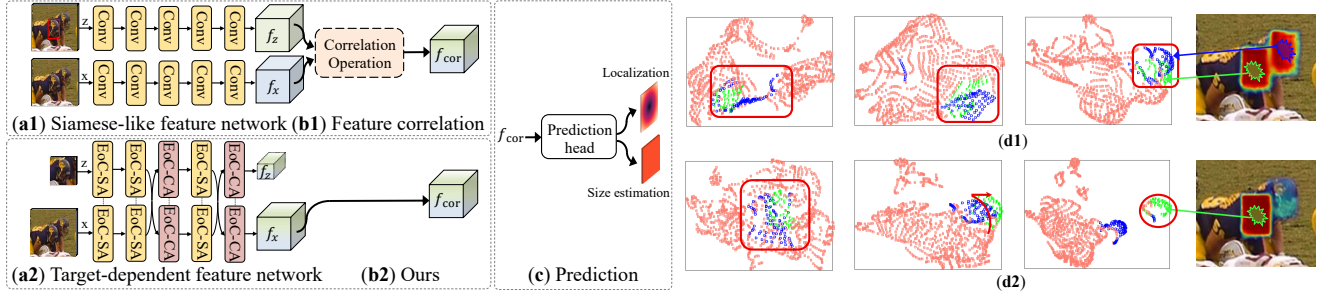 z
Conv
Conv
Conv
Conv
Conv
f_z
x
Conv
Conv
Conv
Conv
Conv
f_x
Correlation
Operation
f_cor
(a1) Siamese-like feature network
(b1) Feature correlation
z
EoC-SA
EoC-SA
EoC-CA
EoC-SA
EoC-CA
f_z
x
EoC-SA
EoC-SA
EoC-CA
EoC-SA
EoC-CA
f_x
f_cor
(a2) Target-dependent feature network
(b2) Ours
Localization
f_cor
Prediction
head
Size estimation
(c) Prediction
(d1)
(d2)